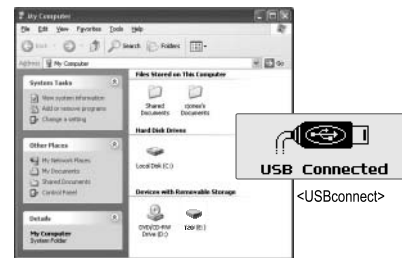 My Computer
File Edit View Favorites Tools Help
Back Search Folders
Address My Computer Go
System Tasks
View system information
Add or remove programs
Change a setting
Other Places
My Network Places
My Documents
Shared Documents
Control Panel
Details
My Computer
System Folder
Files Stored on This Computer
Shared Documents
Documents
Hard Disk Drives
Local Disk (C:)
Devices with Removable Storage
DVD/CD-RW Drive (D:)
(E:)
USB Connected
<USBconnect>